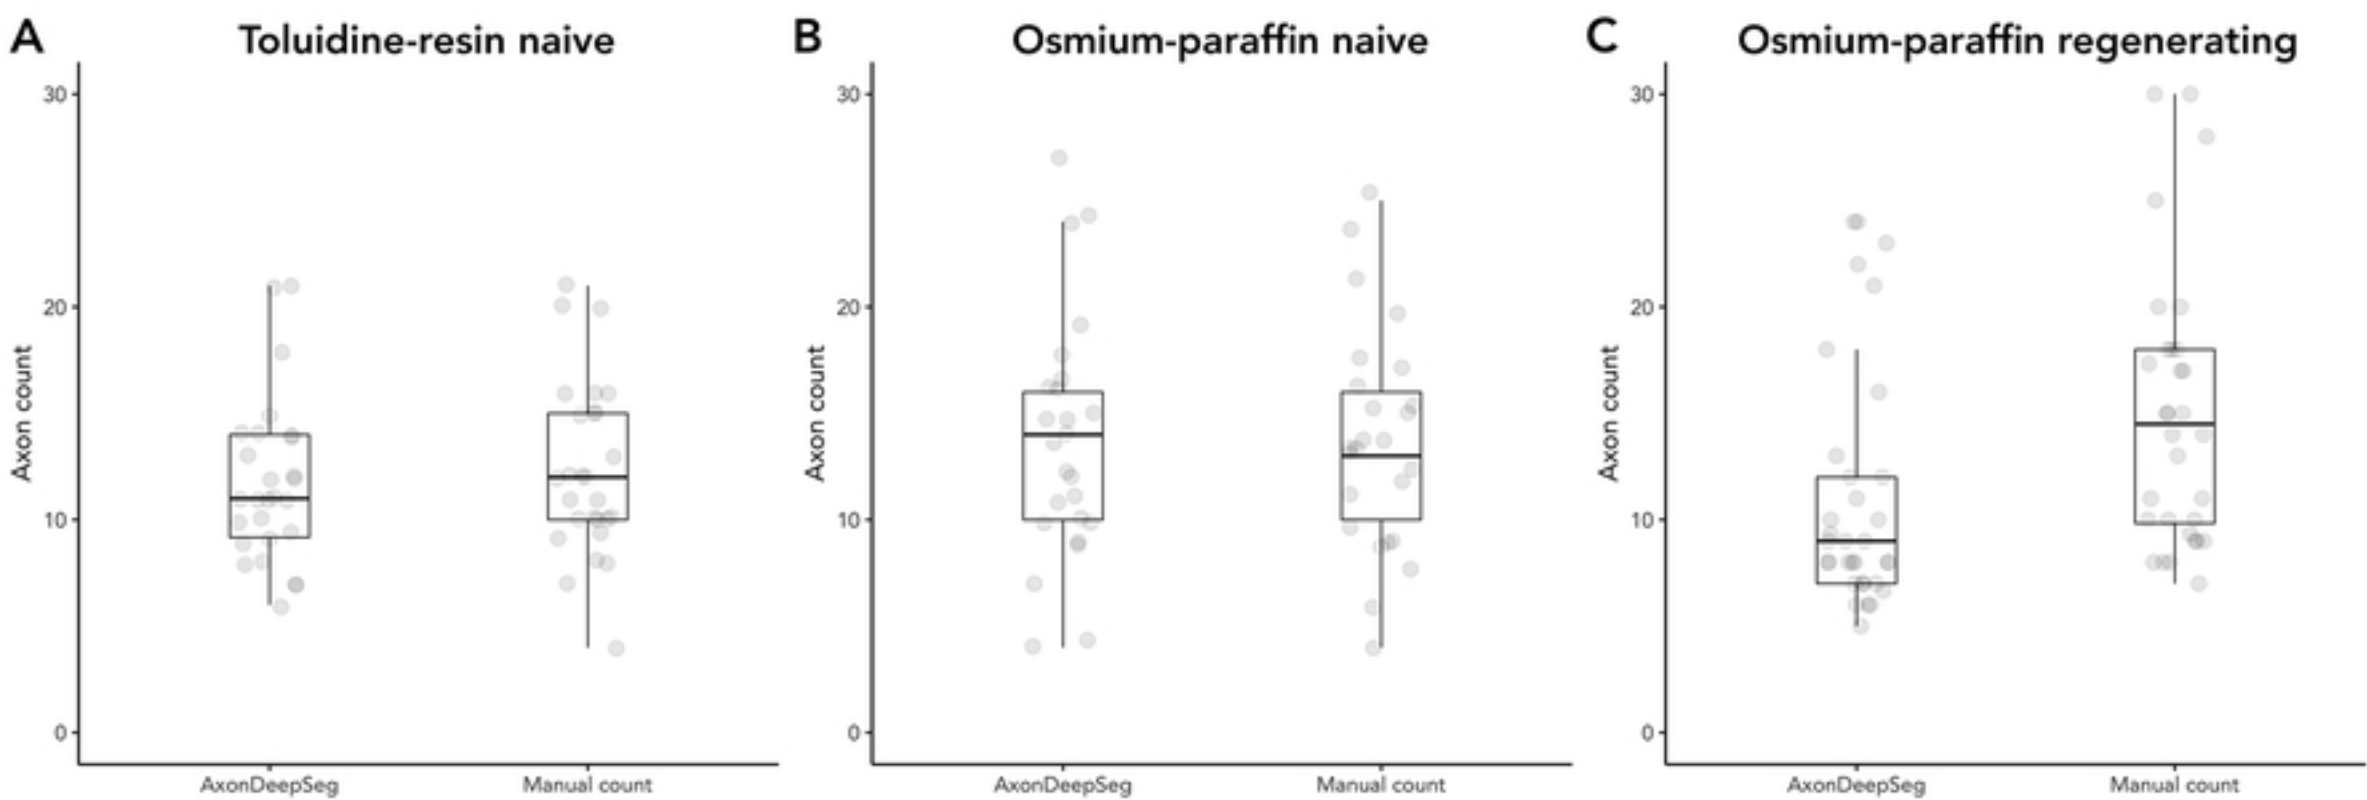 A Toluidine-resin naive
Axon count
30
20
10
0
AxonDeepSeg Manual count
B Osmium-paraffin naive
Axon count
30
20
10
0
AxonDeepSeg Manual count
C Osmium-paraffin regenerating
Axon count
30
20
10
0
AxonDeepSeg Manual count